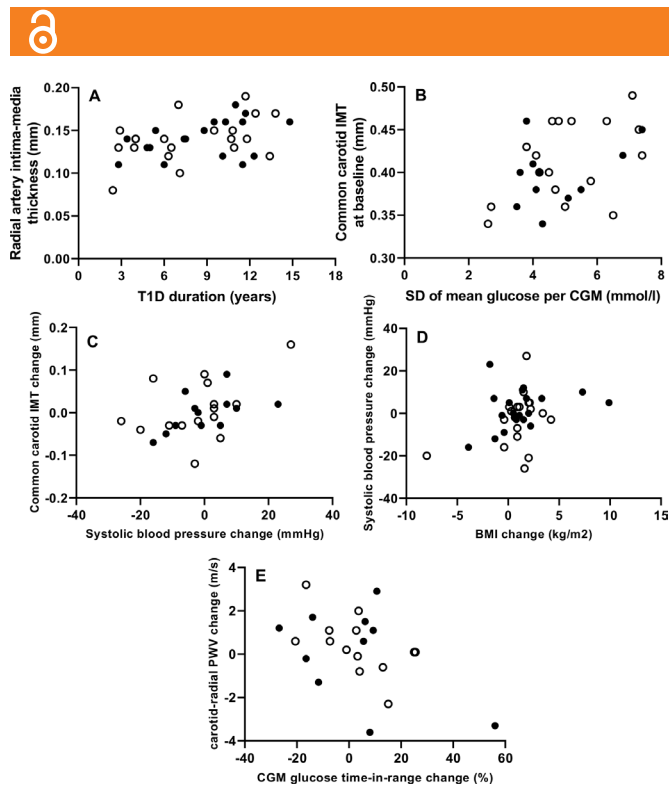 A
Radial artery intima-media
thickness (mm)
0.20
0.15
0.10
0.05
0.00
0 3 6 9 12 15 18
T1D duration (years)
B
Common carotid IMT
at baseline (mm)
0.50
0.45
0.40
0.35
0.30
0 2 4 6 8
SD of mean glucose per CGM (mmol/l)
C
Common carotid IMT change (mm)
0.2
0.1
0.0
-0.1
-0.2
-40 -20 0 20 40
Systolic blood pressure change (mmHg)
D
Systolic blood pressure change (mmHg)
40
20
0
-20
-40
-10 -5 0 5 10 15
BMI change (kg/m2)
E
carotid-radial PWV change (m/s)
4
2
0
-2
-4
-40 -20 0 20 40 60
CGM glucose time-in-range change (%)